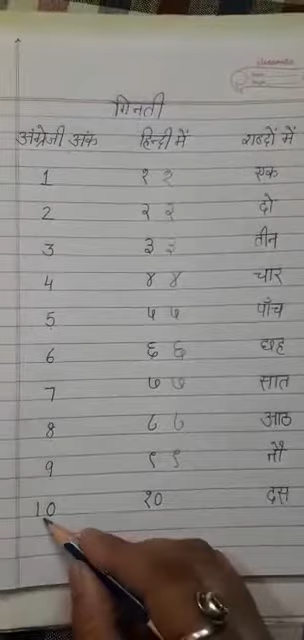 classmate
गिनती
अंग्रेजी अंक हिन्दी में शब्दों में
1 १ १ एक
2 २ २ दो
3 ३ ३ तीन
4 ४ ४ चार
5 ५ ५ पाँच
6 ६ ६ छह
7 ७ ७ सात
8 ८ ८ आठ
9 ९ ९ नौ
10 १० दस